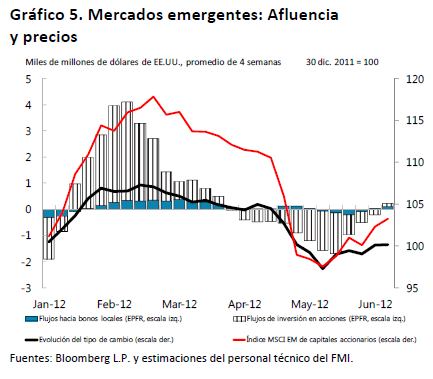 Gráfico 5. Mercados emergentes: Afluencia
y precios
Miles de millones de dólares de EE.UU., promedio de 4 semanas 30 dic. 2011 = 100
5 120
4 115
3
2 110
1
0 105
-1 100
-2
-3 95
Jan-12 Feb-12 Mar-12 Apr-12 May-12 Jun-12
Flujos hacia bonos locales (EPFR, escala izq.) Flujos de inversión en acciones (EPFR, escala izq.)
Evolución del tipo de cambio (escala der.) Índice MSCI EM de capitales accionarios (escala der.)
Fuentes: Bloomberg L.P. y estimaciones del personal técnico del FMI.